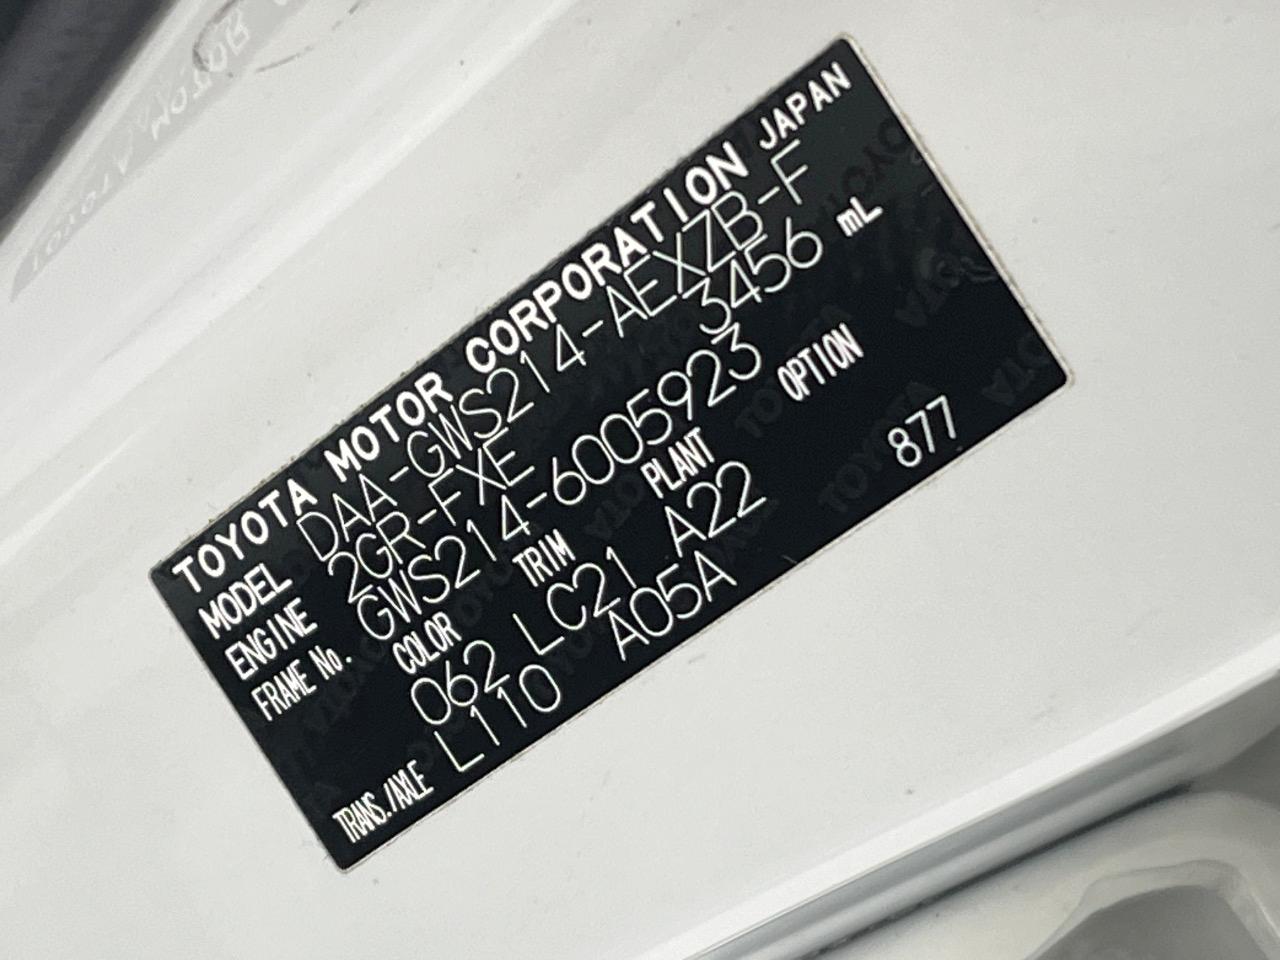 TOYOTA MOTOR CORPORATION JAPAN
MODEL DAA-GWS214-AEXZB-F
ENGINE 2GR-FXE 3456 mL
FRAME No. GWS214-6005923
COLOR TRIM PLANT OPTION
062 LC21 A22 877
TRANS./AXLE L110 A05A